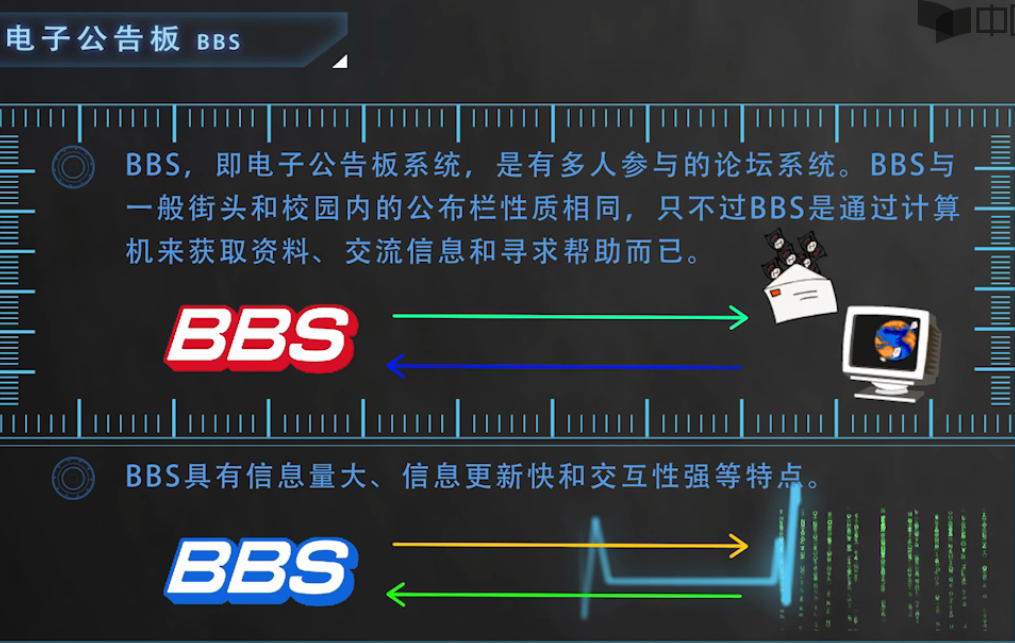 电子公告板 BBS
中
BBS，即电子公告板系统，是有多人参与的论坛系统。BBS与
一般街头和校园内的公布栏性质相同，只不过BBS是通过计算
机来获取资料、交流信息和寻求帮助而已。
BBS
BBS具有信息量大、信息更新快和交互性强等特点。
BBS